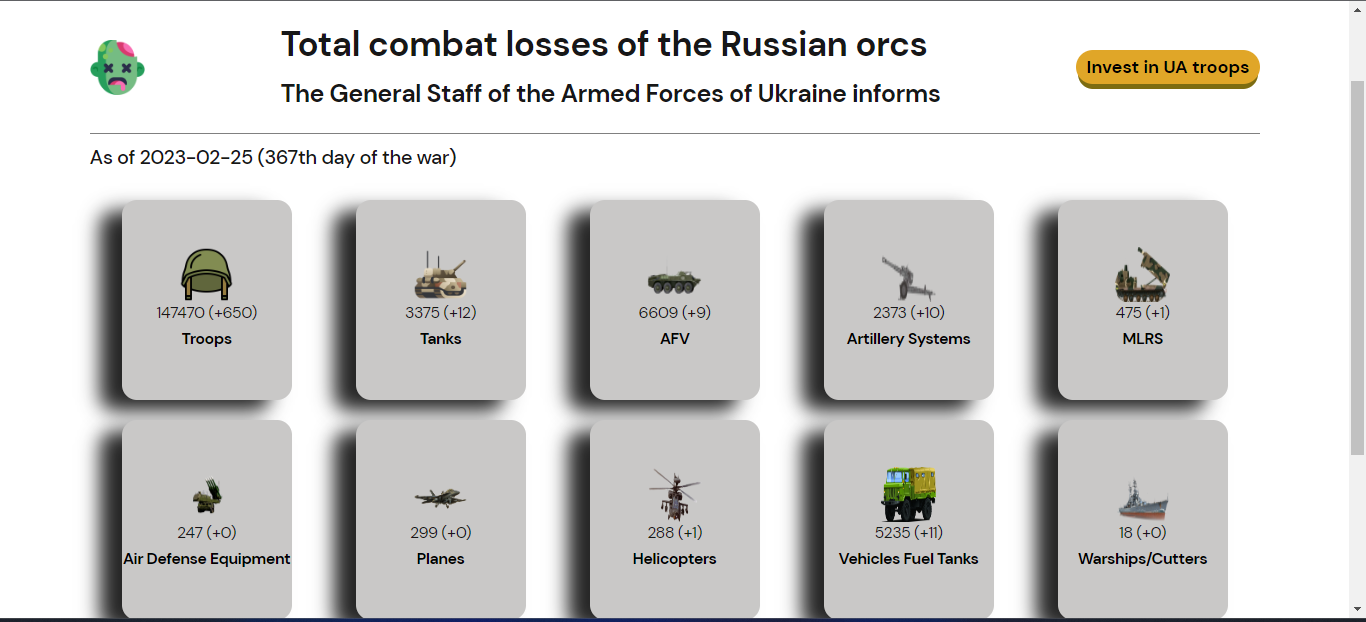 Total combat losses of the Russian orcs
The General Staff of the Armed Forces of Ukraine informs
Invest in UA troops
As of 2023-02-25 (367th day of the war)
147470 (+650)
Troops
3375 (+12)
Tanks
6609 (+9)
AFV
2373 (+10)
Artillery Systems
475 (+1)
MLRS
247 (+0)
Air Defense Equipment
299 (+0)
Planes
288 (+1)
Helicopters
5235 (+11)
Vehicles Fuel Tanks
18 (+0)
Warships/Cutters